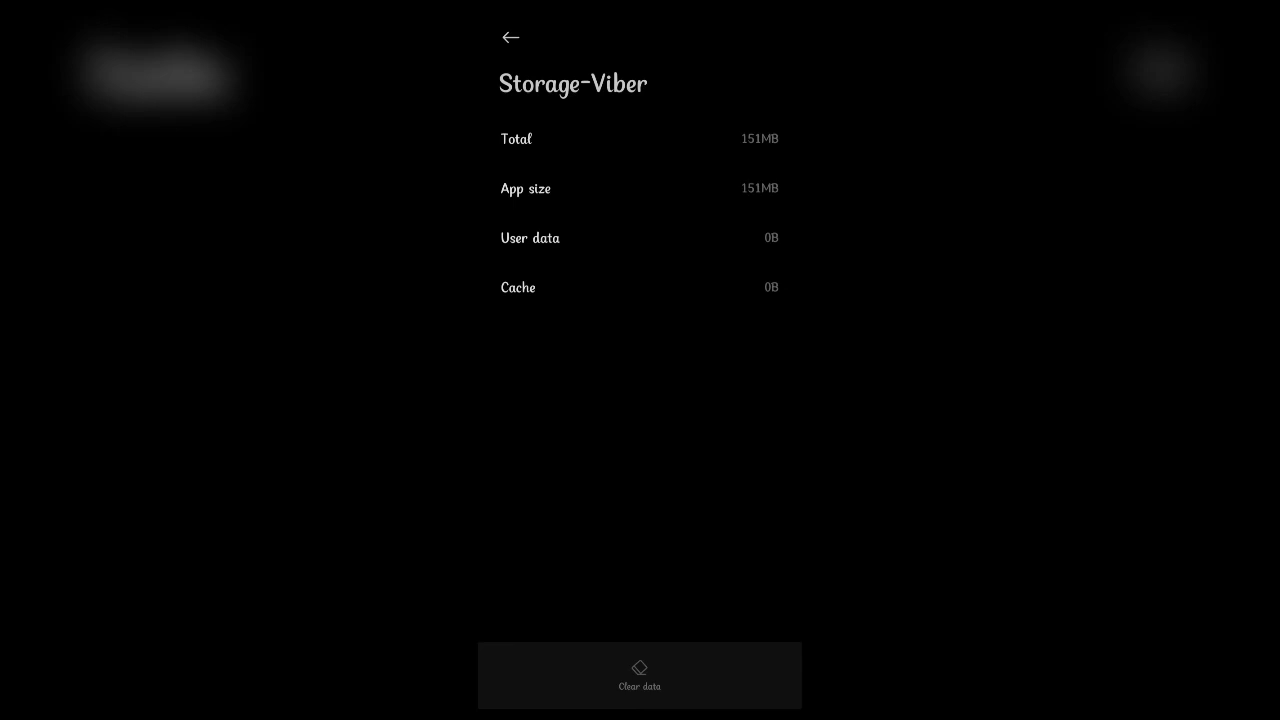 Storage-Viber
Total 151MB
App size 151MB
User data 0B
Cache 0B
Clear data